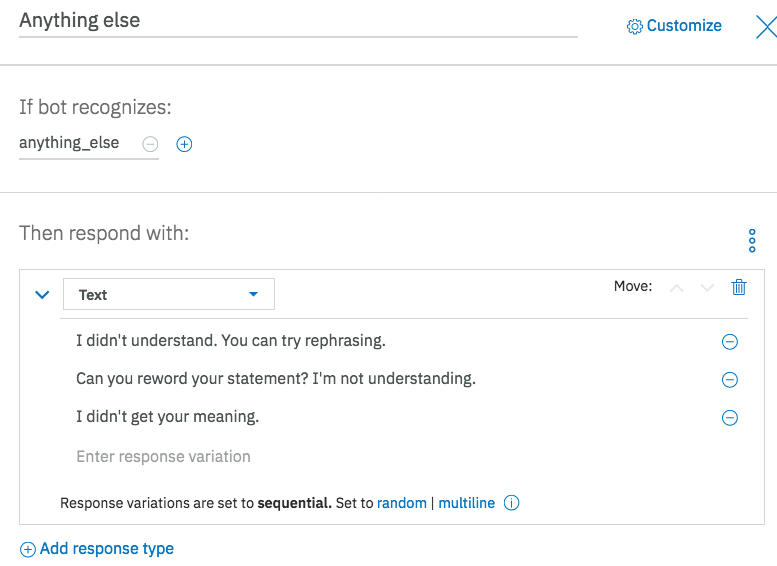 Anything else
Customize
If bot recognizes:
anything_else
Then respond with:
Text
Move:
I didn't understand. You can try rephrasing.
Can you reword your statement? I'm not understanding.
I didn't get your meaning.
Enter response variation
Response variations are set to sequential. Set to random | multiline
Add response type